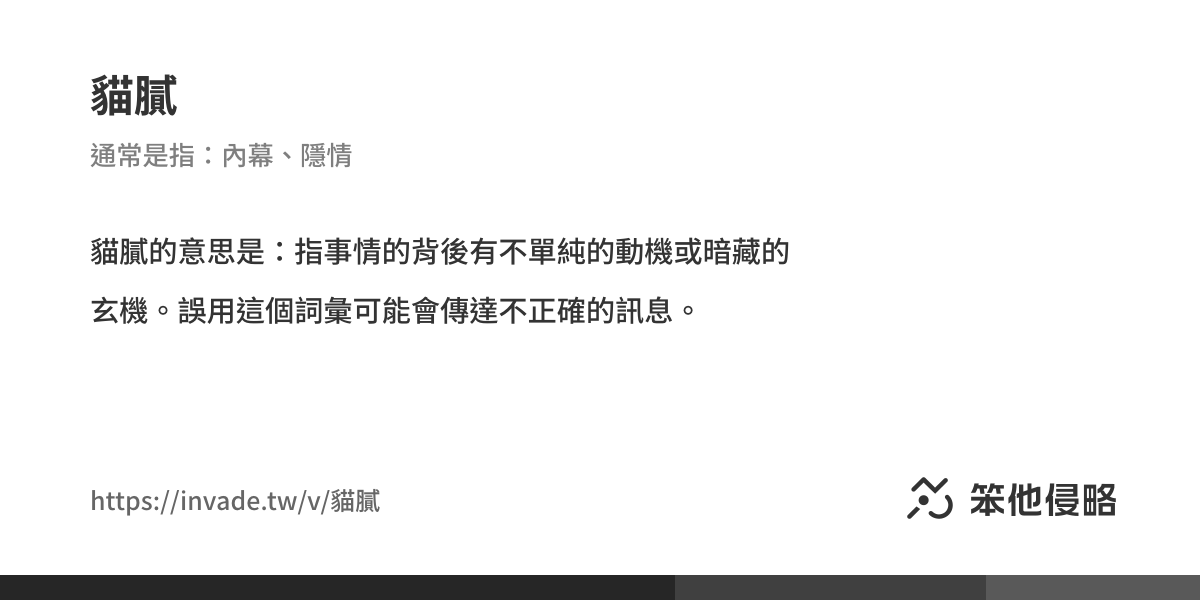 貓膩
通常是指：內幕、隱情
貓膩的意思是：指事情的背後有不單純的動機或暗藏的
玄機。誤用這個詞彙可能會傳達不正確的訊息。
https://invade.tw/v/貓膩
笨他侵略